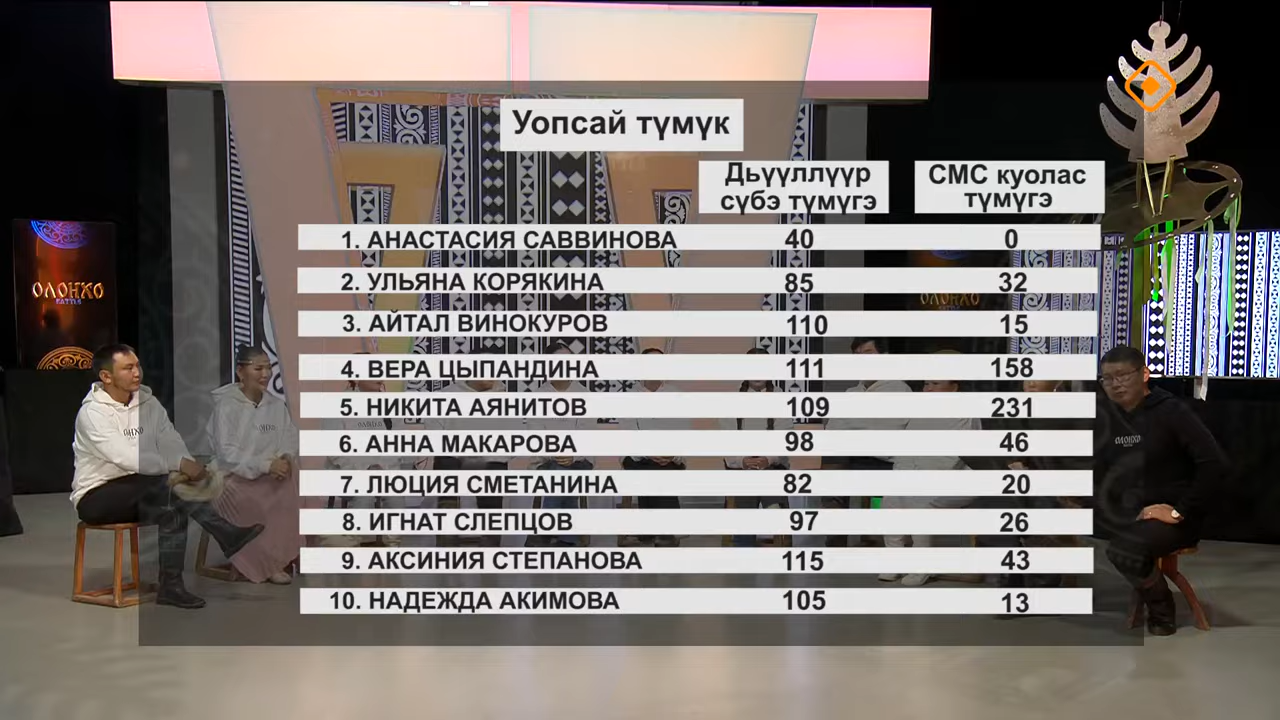 Уопсай түмүк
Дьүүллүүр
сүбэ түмүгэ
СМС куолас
түмүгэ
1. АНАСТАСИЯ САВВИНОВА 40 0
2. УЛЬЯНА КОРЯКИНА 85 32
3. АЙТАЛ ВИНОКУРОВ 110 15
4. ВЕРА ЦЫПАНДИНА 111 158
5. НИКИТА АЯНИТОВ 109 231
6. АННА МАКАРОВА 98 46
7. ЛЮЦИЯ СМЕТАНИНА 82 20
8. ИГНАТ СЛЕПЦОВ 97 26
9. АКСИНИЯ СТЕПАНОВА 115 43
10. НАДЕЖДА АКИМОВА 105 13
ОЛОҤХО
BATTLE
ОЛОҤХО